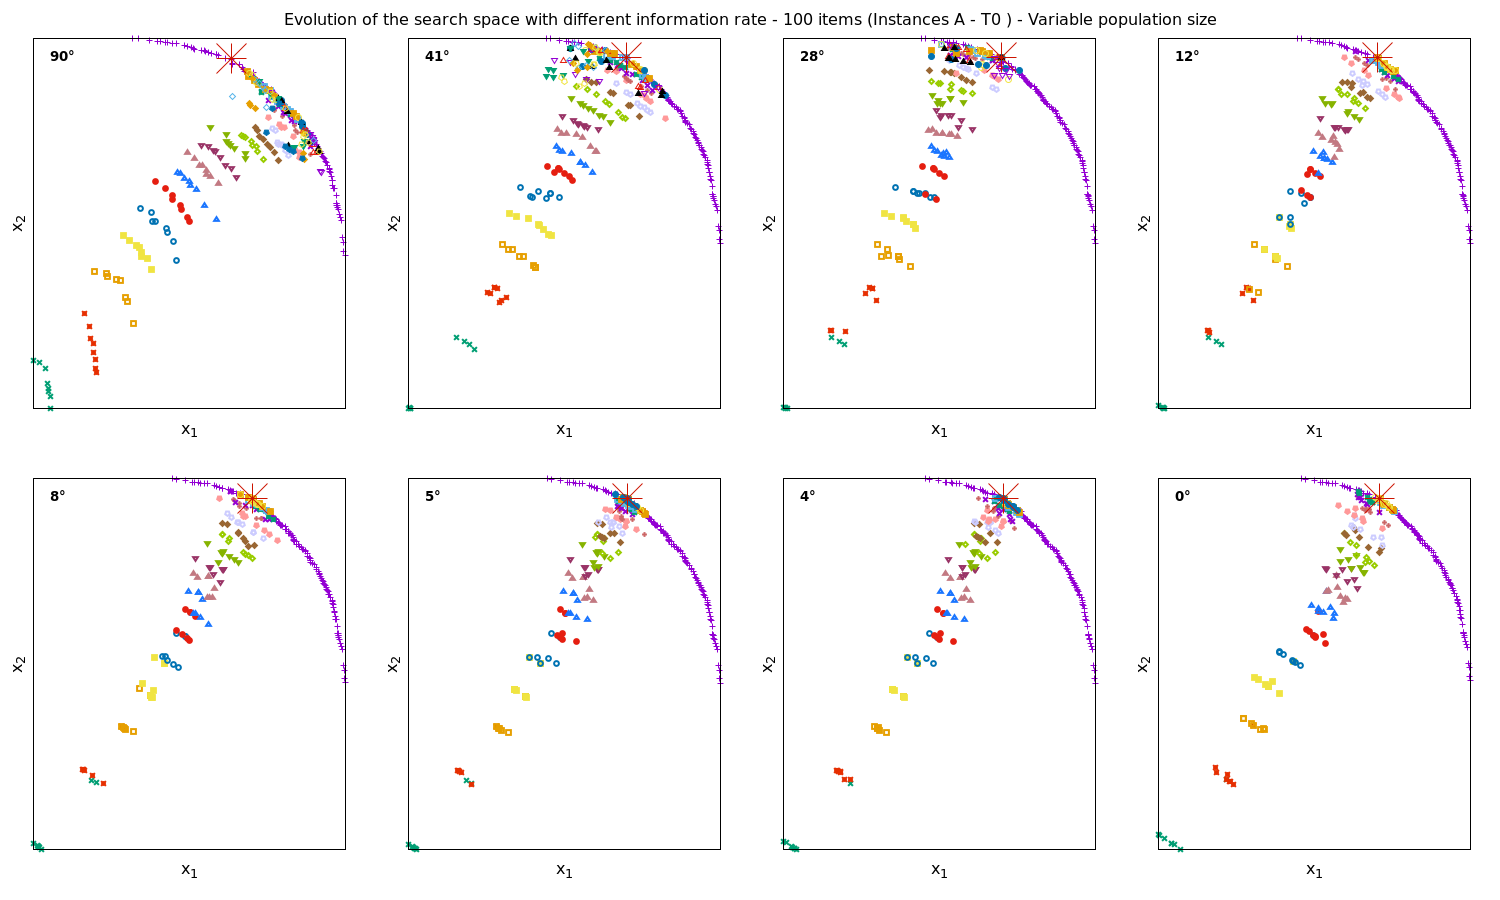 Evolution of the search space with different information rate - 100 items (Instances A - T0 ) - Variable population size
90°
41°
28°
12°
x₂
x₂
x₂
x₂
x₁
x₁
x₁
x₁
8°
5°
4°
0°
x₂
x₂
x₂
x₂
x₁
x₁
x₁
x₁